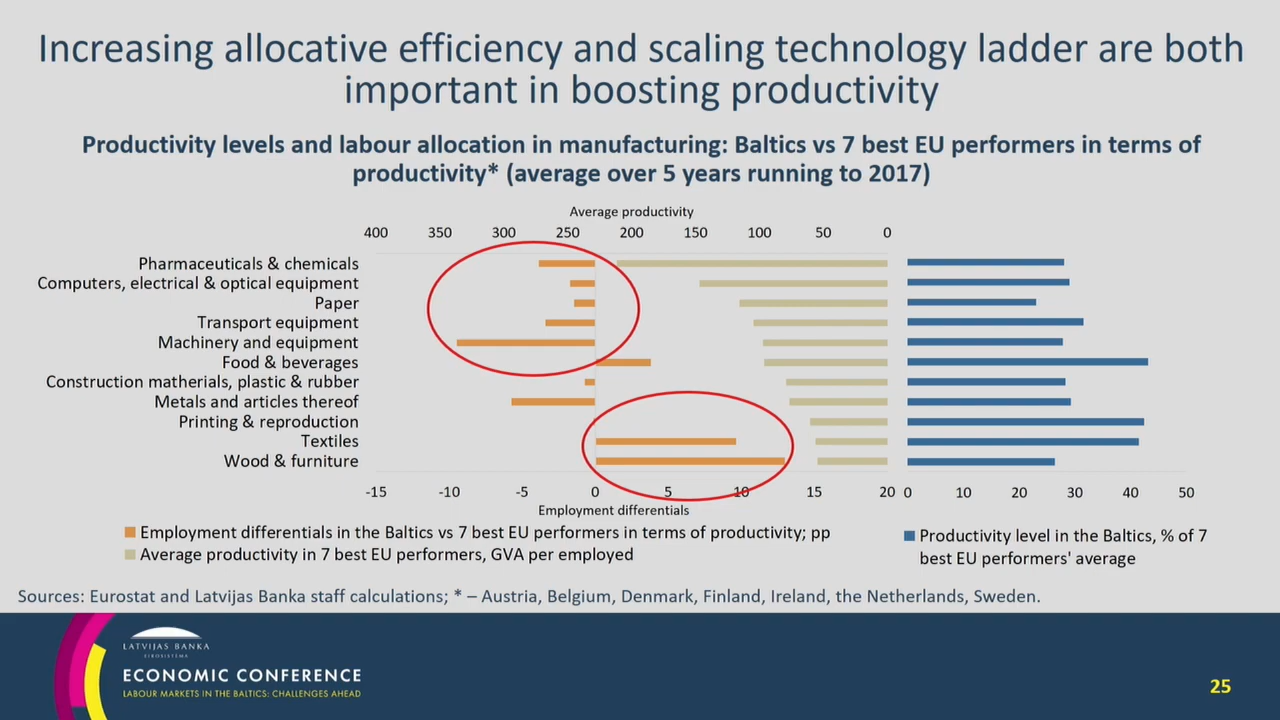 Increasing allocative efficiency and scaling technology ladder are both
important in boosting productivity
Productivity levels and labour allocation in manufacturing: Baltics vs 7 best EU performers in terms of
productivity* (average over 5 years running to 2017)
Average productivity
400 350 300 250 200 150 100 50 0
Pharmaceuticals & chemicals
Computers, electrical & optical equipment
Paper
Transport equipment
Machinery and equipment
Food & beverages
Construction matherials, plastic & rubber
Metals and articles thereof
Printing & reproduction
Textiles
Wood & furniture
-15 -10 -5 0 5 10 15 20
0 10 20 30 40 50
Employment differentials
Employment differentials in the Baltics vs 7 best EU performers in terms of productivity; pp
Average productivity in 7 best EU performers, GVA per employed
Productivity level in the Baltics, % of 7
best EU performers' average
Sources: Eurostat and Latvijas Banka staff calculations; * – Austria, Belgium, Denmark, Finland, Ireland, the Netherlands, Sweden.
LATVIJAS BANKA
EIROSISTĒMA
ECONOMIC CONFERENCE
LABOUR MARKETS IN THE BALTICS: CHALLENGES AHEAD
25